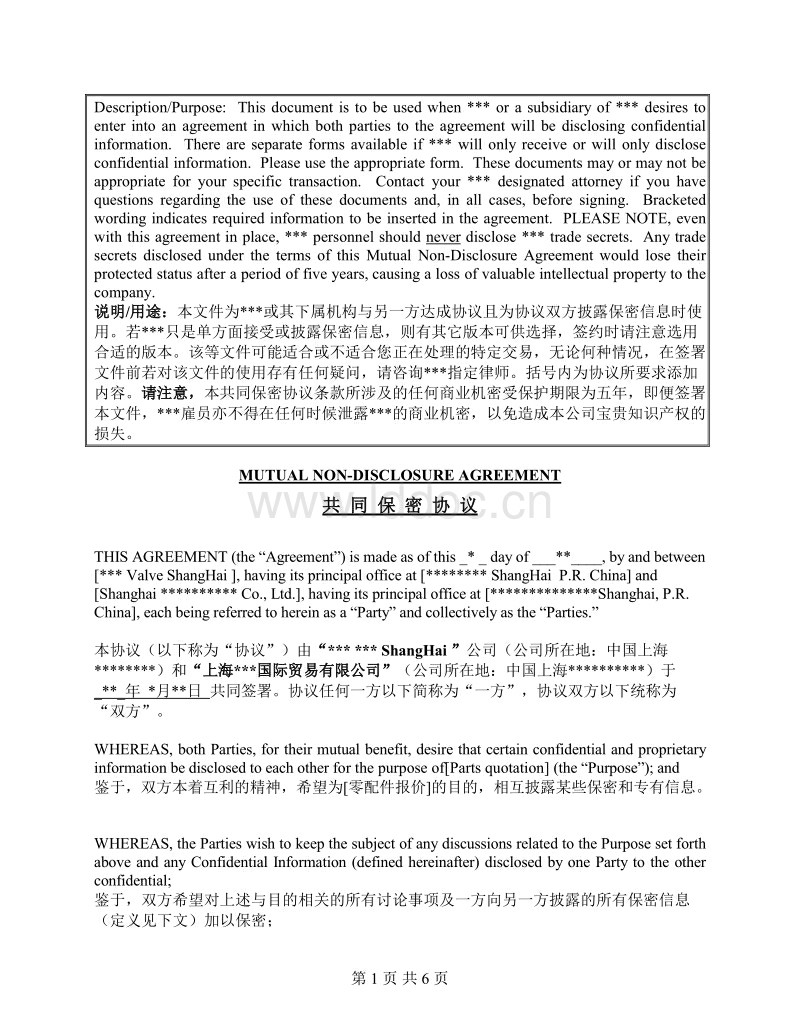 Description/Purpose: This document is to be used when *** or a subsidiary of *** desires to
enter into an agreement in which both parties to the agreement will be disclosing confidential
information. There are separate forms available if *** will only receive or will only disclose
confidential information. Please use the appropriate form. These documents may or may not be
appropriate for your specific transaction. Contact your *** designated attorney if you have
questions regarding the use of these documents and, in all cases, before signing. Bracketed
wording indicates required information to be inserted in the agreement. PLEASE NOTE, even
with this agreement in place, *** personnel should never disclose *** trade secrets. Any trade
secrets disclosed under the terms of this Mutual Non-Disclosure Agreement would lose their
protected status after a period of five years, causing a loss of valuable intellectual property to the
company.
说明/用途：本文件为***或其下属机构与另一方达成协议且为协议双方披露保密信息时使
用。若***只是单方面接受或披露保密信息，则有其它版本可供选择，签约时请注意选用
合适的版本。该等文件可能适合或不适合您正在处理的特定交易，无论何种情况，在签署
文件前若对该文件的使用存有任何疑问，请咨询***指定律师。括号内为协议所要求添加
内容。请注意，本共同保密协议条款所涉及的任何商业机密受保护期限为五年，即便签署
本文件，***雇员亦不得在任何时候泄露***的商业机密，以免造成本公司宝贵知识产权的
损失。
MUTUAL NON-DISCLOSURE AGREEMENT
www.lddoc.cn
共 同 保 密 协 议
THIS AGREEMENT (the “Agreement”) is made as of this _* _ day of ___**____, by and between
[*** Valve ShangHai ], having its principal office at [******** ShangHai P.R. China] and
[Shanghai ********** Co., Ltd.], having its principal office at [**************Shanghai, P.R.
China], each being referred to herein as a “Party” and collectively as the “Parties.”
本协议（以下称为“协议”）由“*** *** ShangHai ”公司（公司所在地：中国上海
********）和“上海***国际贸易有限公司”（公司所在地：中国上海**********）于
_**_年 *月**日 共同签署。协议任何一方以下简称为“一方”，协议双方以下统称为
“双方”。
WHEREAS, both Parties, for their mutual benefit, desire that certain confidential and proprietary
information be disclosed to each other for the purpose of[Parts quotation] (the “Purpose”); and
鉴于，双方本着互利的精神，希望为[零配件报价]的目的，相互披露某些保密和专有信息。
WHEREAS, the Parties wish to keep the subject of any discussions related to the Purpose set forth
above and any Confidential Information (defined hereinafter) disclosed by one Party to the other
confidential;
鉴于，双方希望对上述与目的相关的所有讨论事项及一方向另一方披露的所有保密信息
（定义见下文）加以保密；
第 1 页 共 6 页